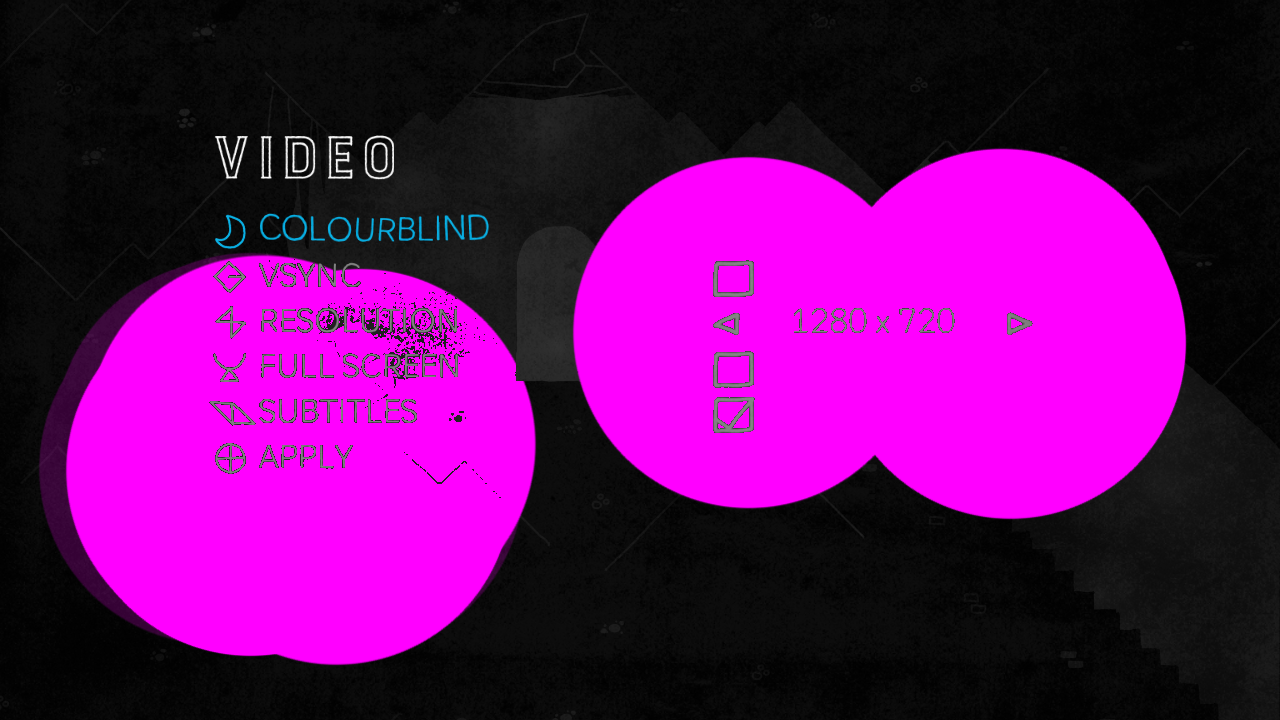 VIDEO
COLOURBLIND
VSYNC
RESOLUTION 1280 x 720
FULL SCREEN
SUBTITLES
APPLY